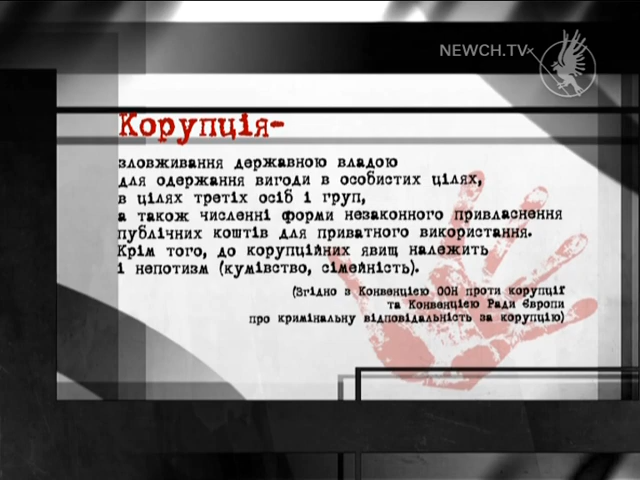 NEWCH.TV
Корупція-
зловживання державною владою
для одержання вигоди в особистих цілях,
в цілях третіх осіб і груп,
а також численні форми незаконного привласнення
публічних коштів для приватного використання.
Крім того, до корупційних явищ належить
і непотизм (кумівство, сімейність).
(Згідно з Конвенцією ООН проти корупції
та Конвенцією Ради Європи
про кримінальну відповідальність за корупцію)